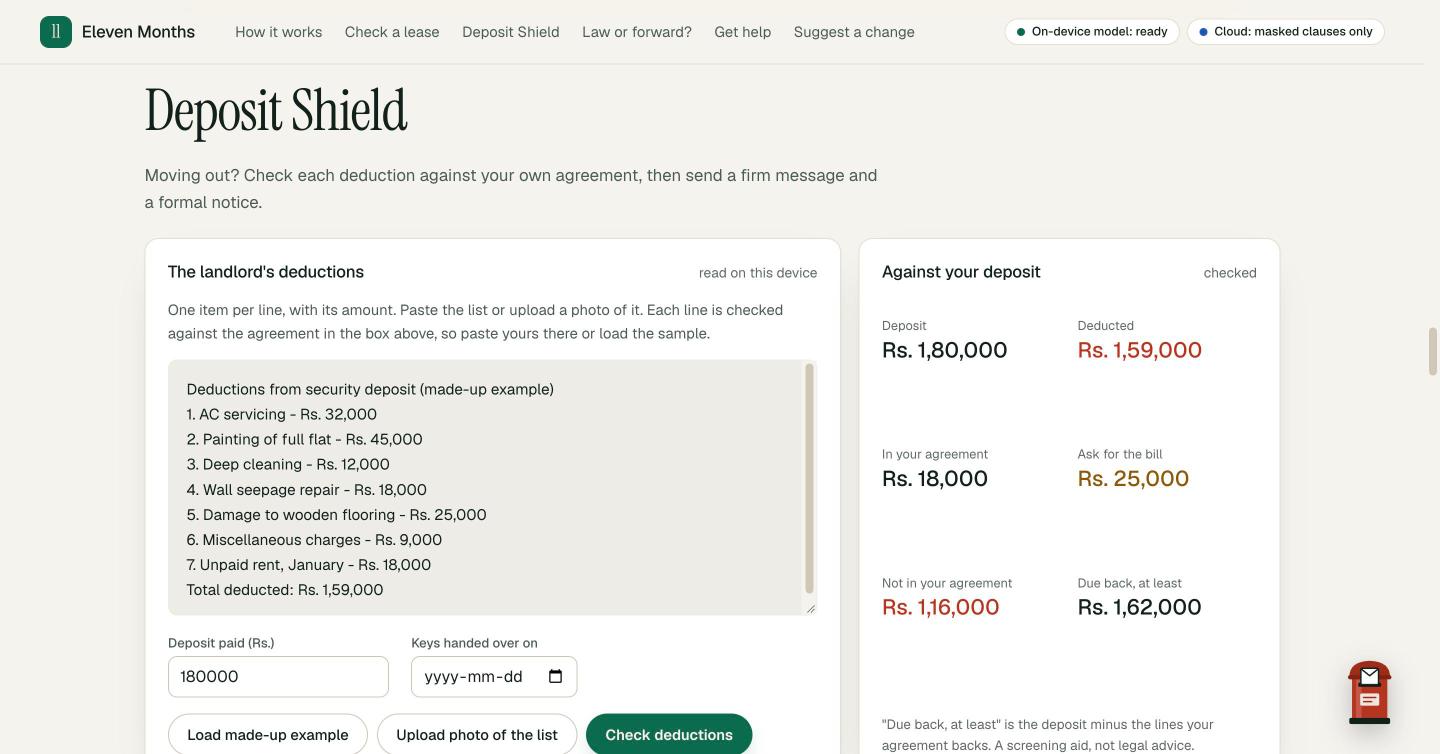 11 Eleven Months
How it works
Check a lease
Deposit Shield
Law or forward?
Get help
Suggest a change
On-device model: ready
Cloud: masked clauses only
Deposit Shield
Moving out? Check each deduction against your own agreement, then send a firm message and
a formal notice.
The landlord's deductions
read on this device
One item per line, with its amount. Paste the list or upload a photo of it. Each line is checked
against the agreement in the box above, so paste yours there or load the sample.
Deductions from security deposit (made-up example)
1. AC servicing - Rs. 32,000
2. Painting of full flat - Rs. 45,000
3. Deep cleaning - Rs. 12,000
4. Wall seepage repair - Rs. 18,000
5. Damage to wooden flooring - Rs. 25,000
6. Miscellaneous charges - Rs. 9,000
7. Unpaid rent, January - Rs. 18,000
Total deducted: Rs. 1,59,000
Deposit paid (Rs.)
180000
Keys handed over on
yyyy-mm-dd
Load made-up example
Upload photo of the list
Check deductions
Against your deposit
checked
Deposit
Rs. 1,80,000
Deducted
Rs. 1,59,000
In your agreement
Rs. 18,000
Ask for the bill
Rs. 25,000
Not in your agreement
Rs. 1,16,000
Due back, at least
Rs. 1,62,000
"Due back, at least" is the deposit minus the lines your
agreement backs. A screening aid, not legal advice.